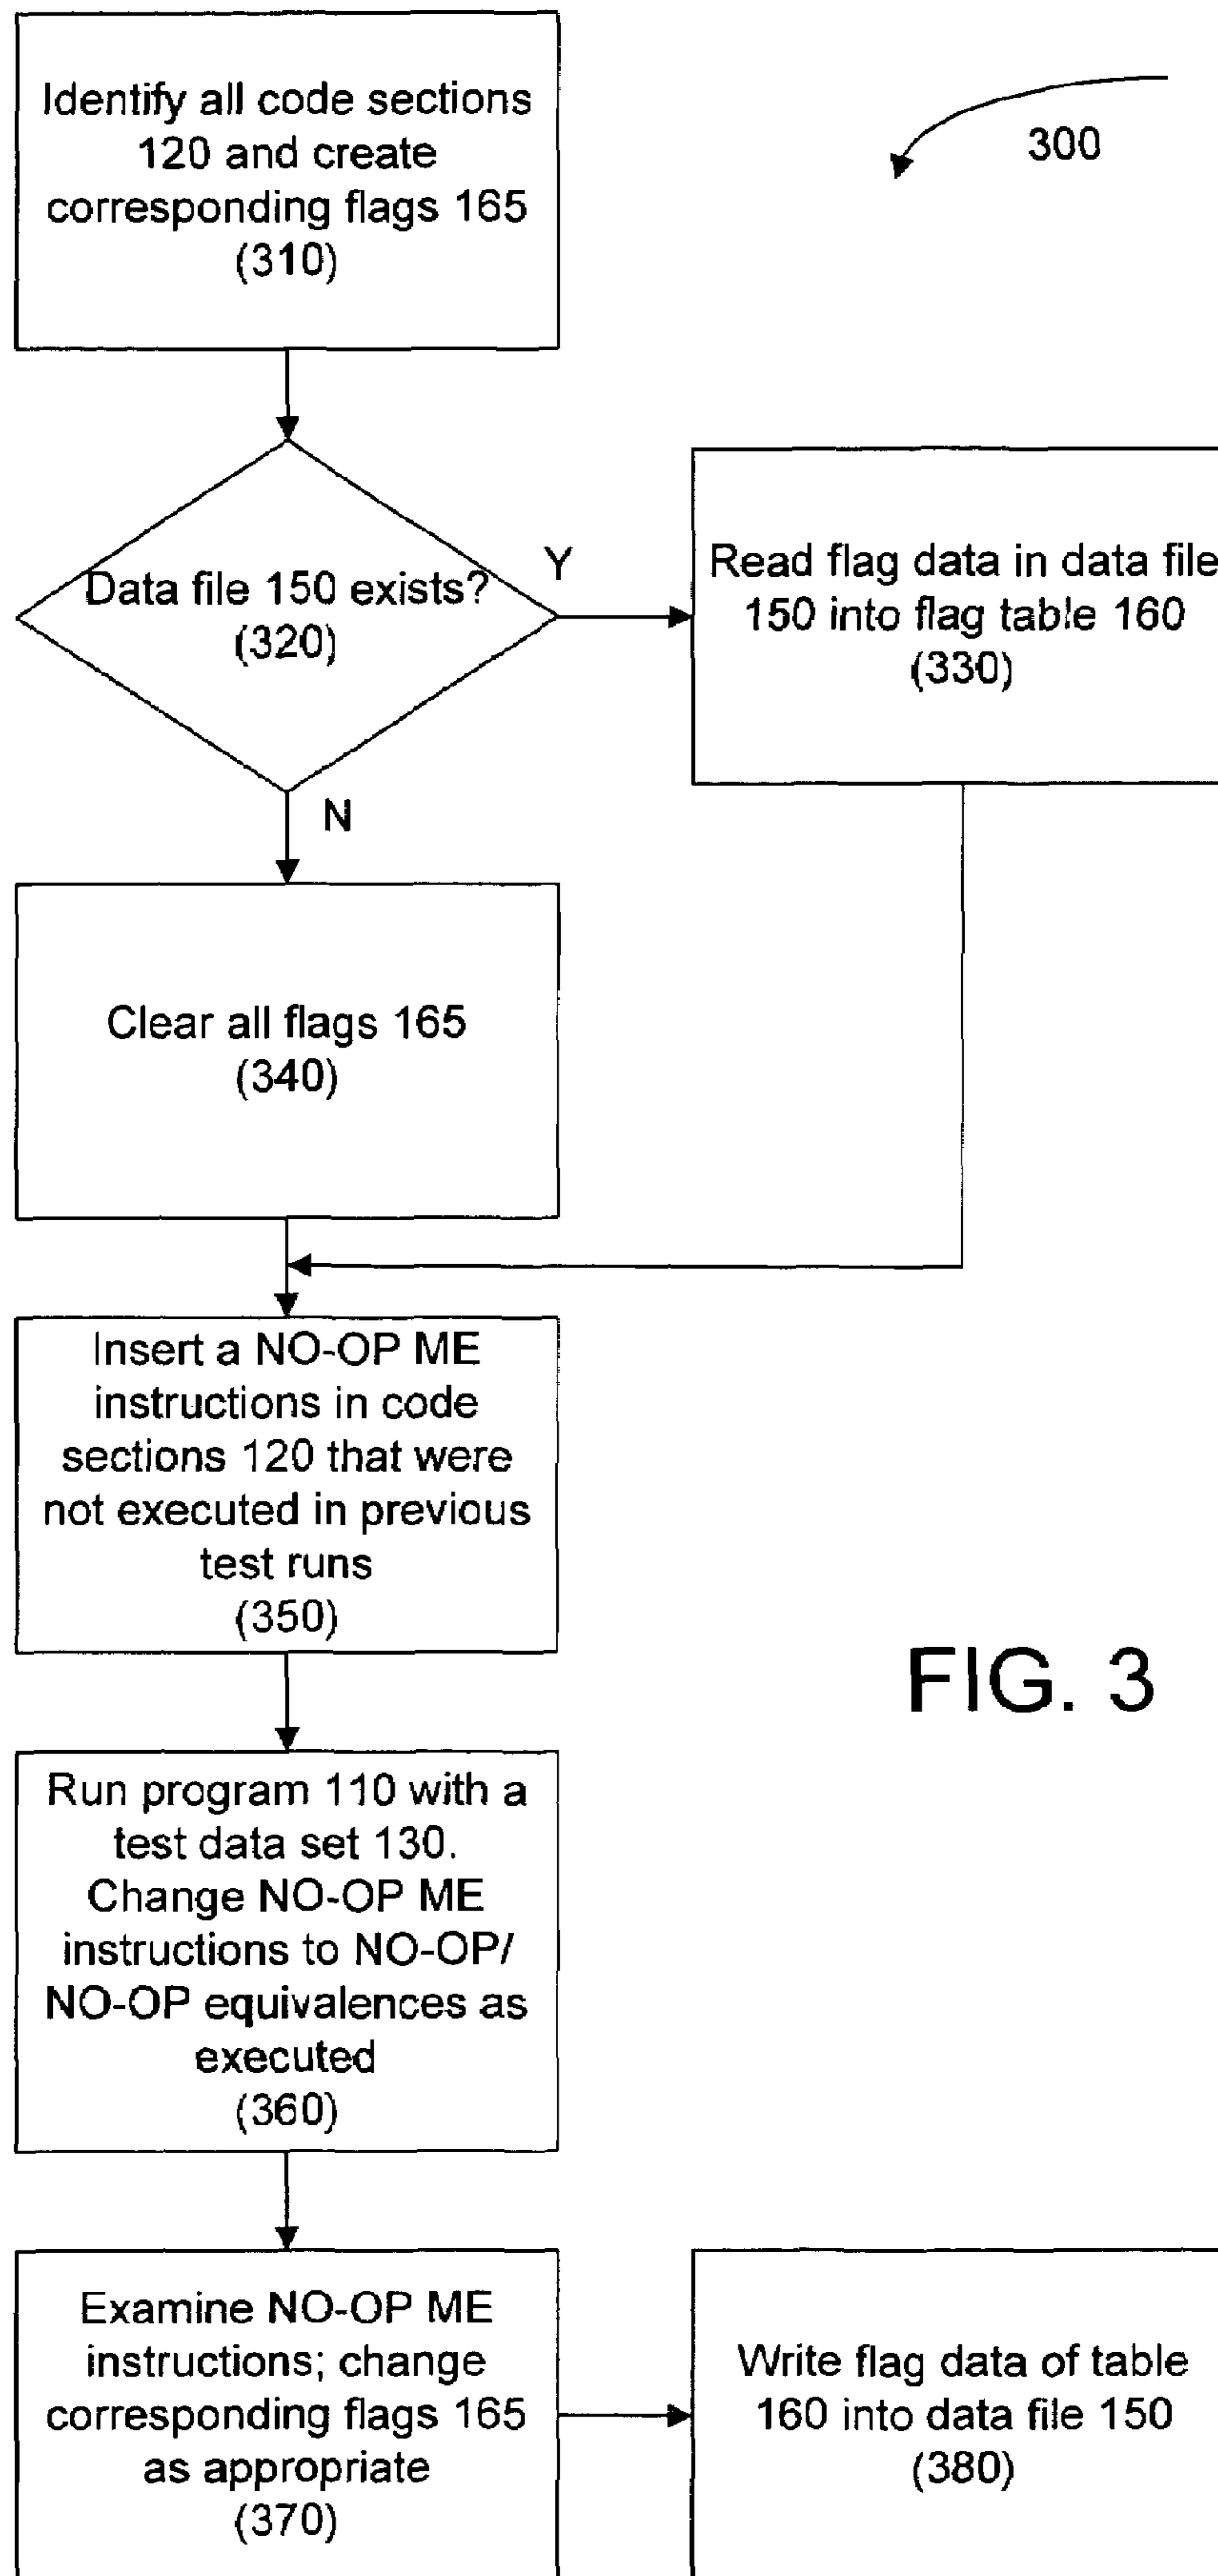 Identify all code sections
120 and create
corresponding flags 165
(310)
300
Data file 150 exists?
(320)
Y
N
Read flag data in data file
150 into flag table 160
(330)
Clear all flags 165
(340)
Insert a NO-OP ME
instructions in code
sections 120 that were
not executed in previous
test runs
(350)
FIG. 3
Run program 110 with a
test data set 130.
Change NO-OP ME
instructions to NO-OP/
NO-OP equivalences as
executed
(360)
Examine NO-OP ME
instructions; change
corresponding flags 165
as appropriate
(370)
Write flag data of table
160 into data file 150
(380)